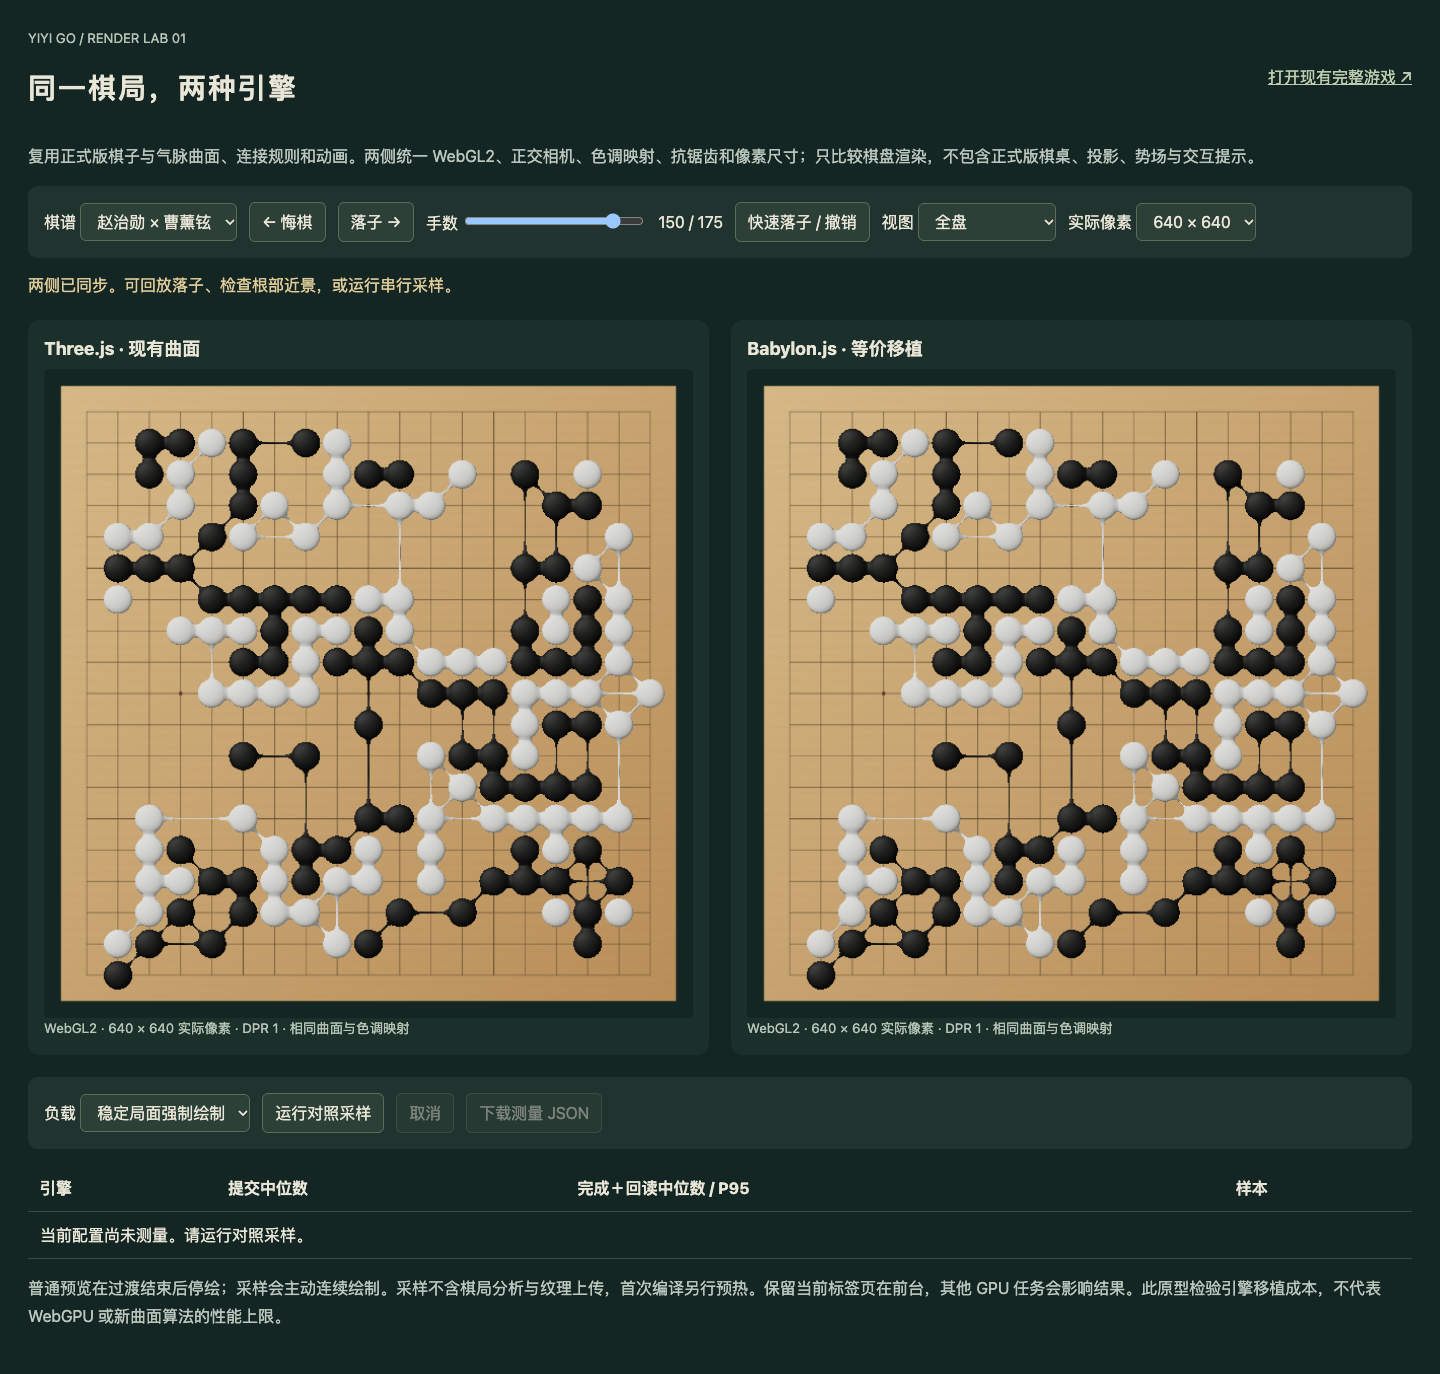 YIYI GO / RENDER LAB 01
同一棋局，两种引擎
打开现有完整游戏 ↗
复用正式版棋子与气脉曲面、连接规则和动画。两侧统一 WebGL2、正交相机、色调映射、抗锯齿和像素尺寸；只比较棋盘渲染，不包含正式版棋桌、投影、势场与交互提示。
棋谱 赵治勋 × 曹薰铉 ← 悔棋 落子 → 手数 150 / 175 快速落子 / 撤销 视图 全盘 实际像素 640 × 640
两侧已同步。可回放落子、检查根部近景，或运行串行采样。
Three.js · 现有曲面
WebGL2 · 640 × 640 实际像素 · DPR 1 · 相同曲面与色调映射
Babylon.js · 等价移植
WebGL2 · 640 × 640 实际像素 · DPR 1 · 相同曲面与色调映射
负载 稳定局面强制绘制 运行对照采样 取消 下载测量 JSON
引擎 提交中位数 完成＋回读中位数 / P95 样本
当前配置尚未测量。请运行对照采样。
普通预览在过渡结束后停绘；采样会主动连续绘制。采样不含棋局分析与纹理上传，首次编译另行预热。保留当前标签页在前台，其他 GPU 任务会影响结果。此原型检验引擎移植成本，不代表
WebGPU 或新曲面算法的性能上限。